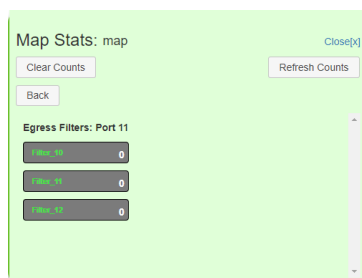 Map Stats: map
Close[x]
Clear Counts
Refresh Counts
Back
Egress Filters: Port 11
Filter_10 0
Filter_11 0
Filter_12 0